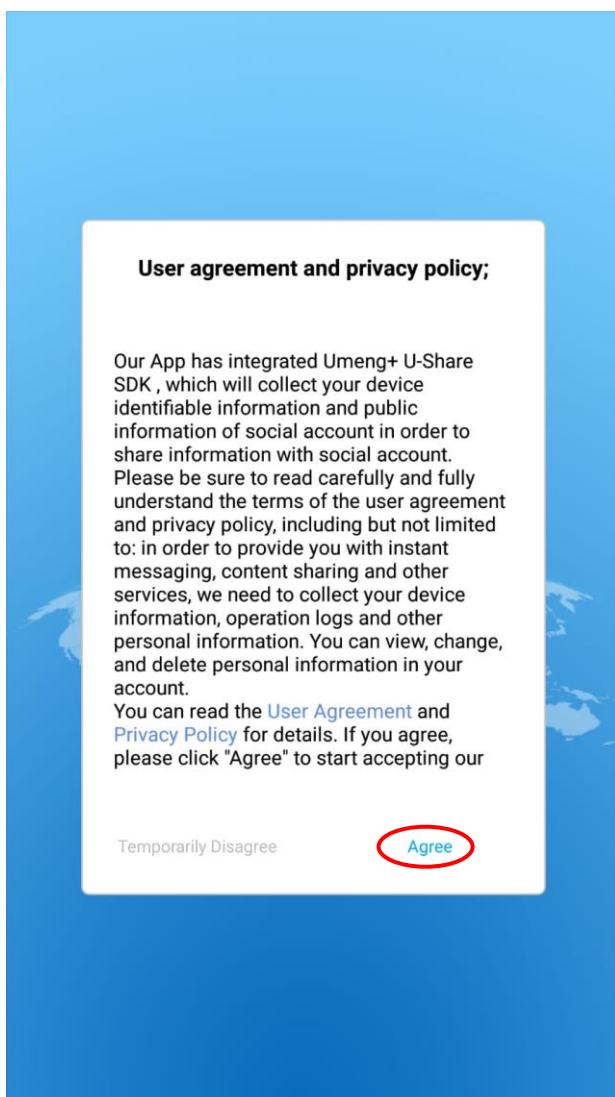 User agreement and privacy policy;
Our App has integrated Umeng+ U-Share
SDK , which will collect your device
identifiable information and public
information of social account in order to
share information with social account.
Please be sure to read carefully and fully
understand the terms of the user agreement
and privacy policy, including but not limited
to: in order to provide you with instant
messaging, content sharing and other
services, we need to collect your device
information, operation logs and other
personal information. You can view, change,
and delete personal information in your
account.
You can read the User Agreement and
Privacy Policy for details. If you agree,
please click "Agree" to start accepting our
Temporarily Disagree Agree